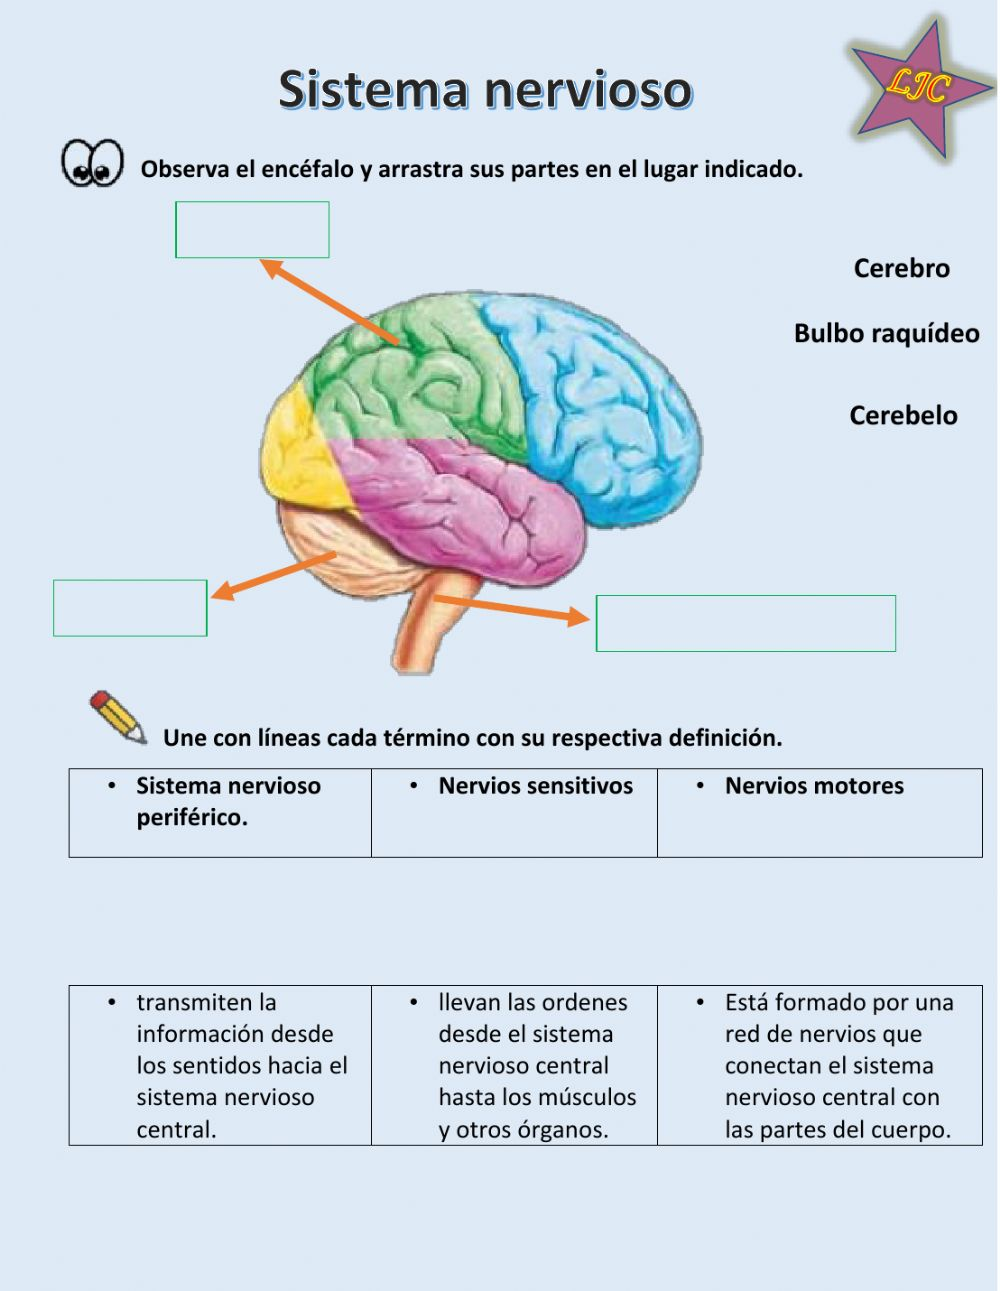 Sistema nervioso
LJC
Observa el encéfalo y arrastra sus partes en el lugar indicado.
Cerebro
Bulbo raquídeo
Cerebelo
Une con líneas cada término con su respectiva definición.
• Sistema nervioso
periférico.
• Nervios sensitivos
• Nervios motores
• transmiten la
información desde
los sentidos hacia el
sistema nervioso
central.
• llevan las ordenes
desde el sistema
nervioso central
hasta los músculos
y otros órganos.
• Está formado por una
red de nervios que
conectan el sistema
nervioso central con
las partes del cuerpo.